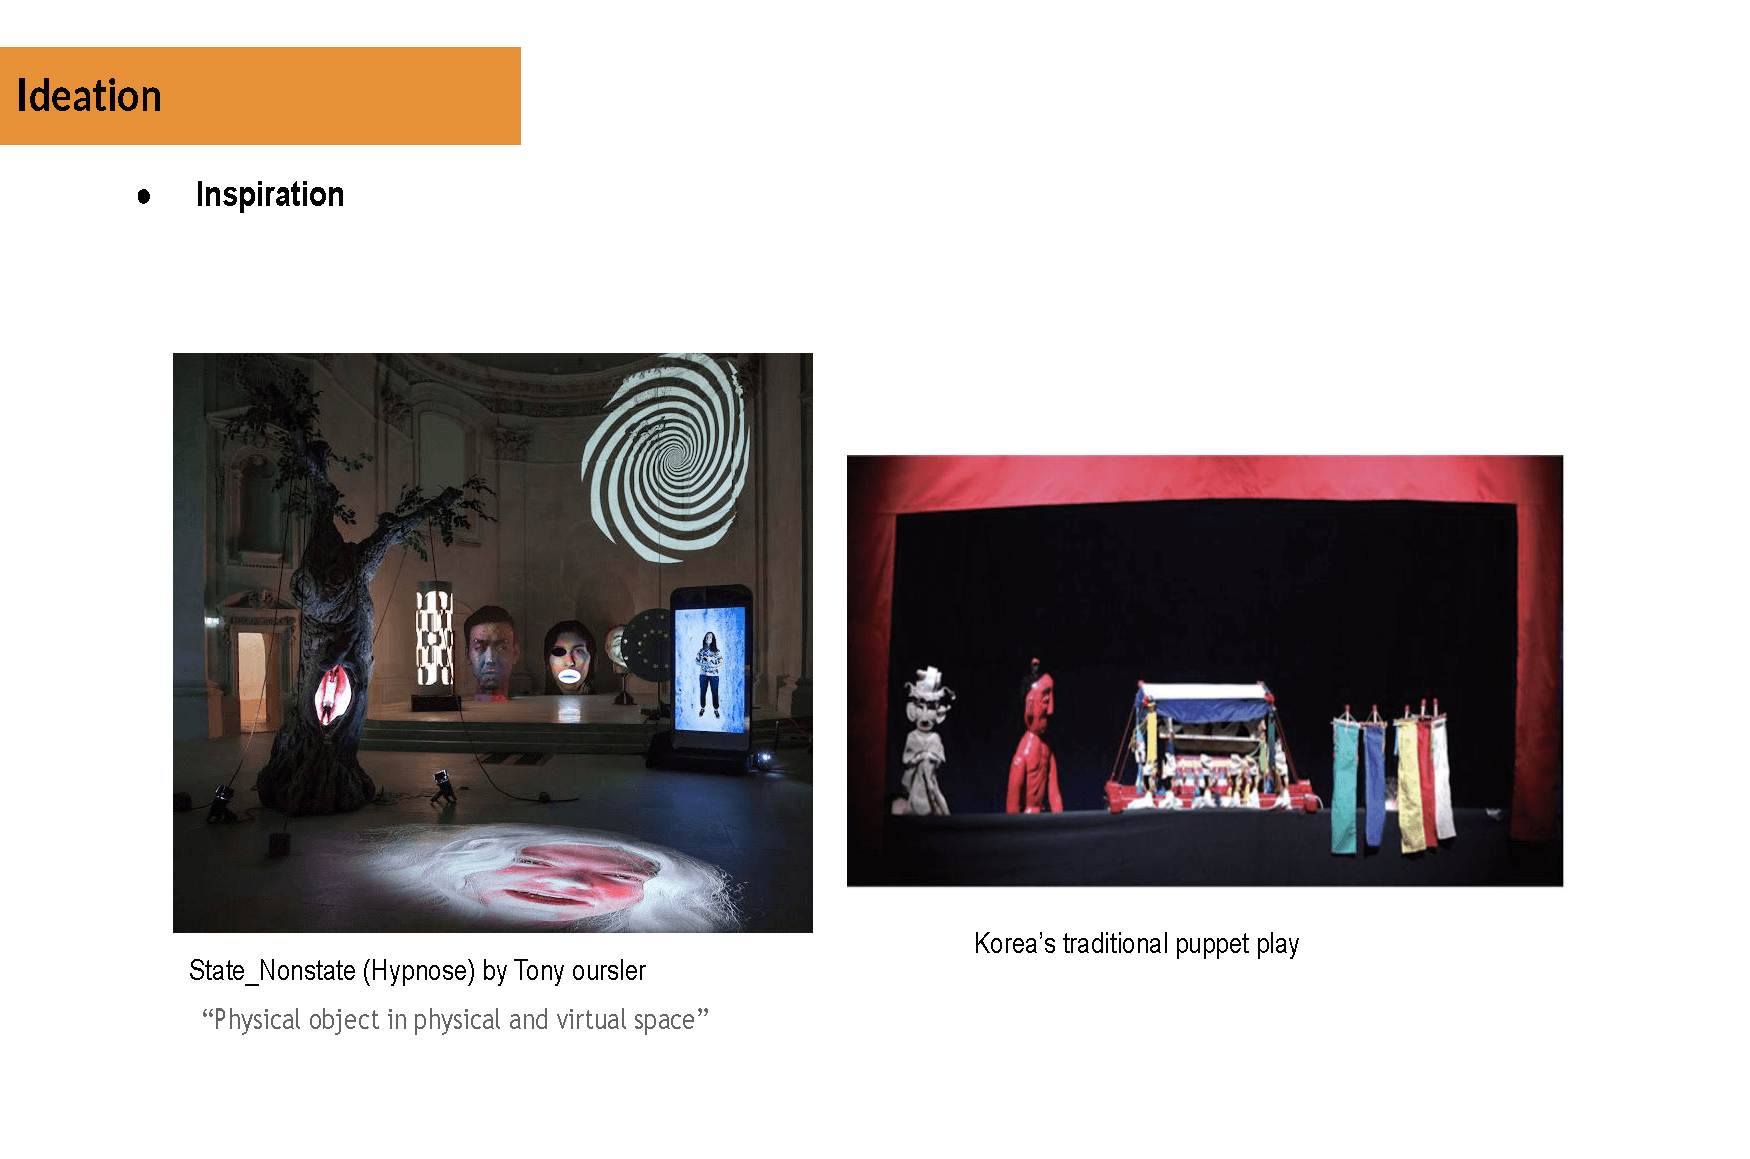 Ideation
● Inspiration
State_Nonstate (Hypnose) by Tony oursler
“Physical object in physical and virtual space”
Korea’s traditional puppet play